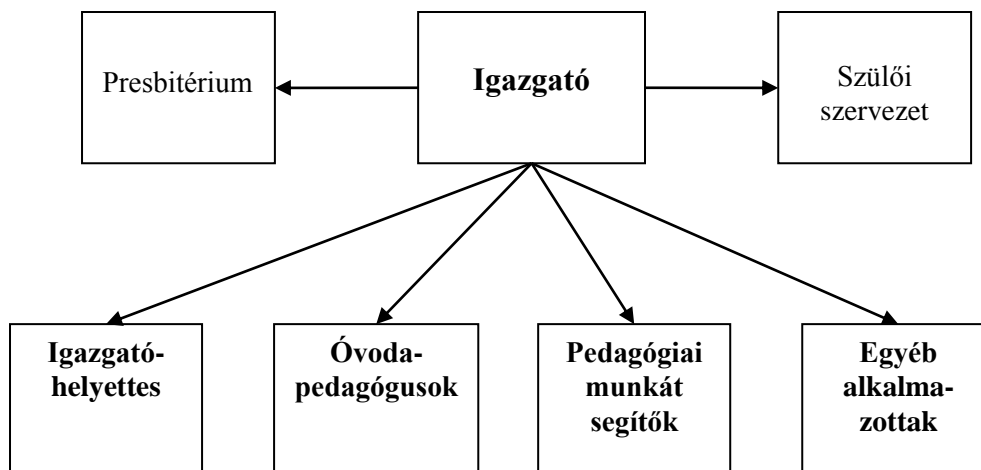 Presbitérium
Igazgató
Szülői
szervezet
Igazgató-
helyettes
Óvoda-
pedagógusok
Pedagógiai
munkát
segítők
Egyéb
alkalma-
zottak